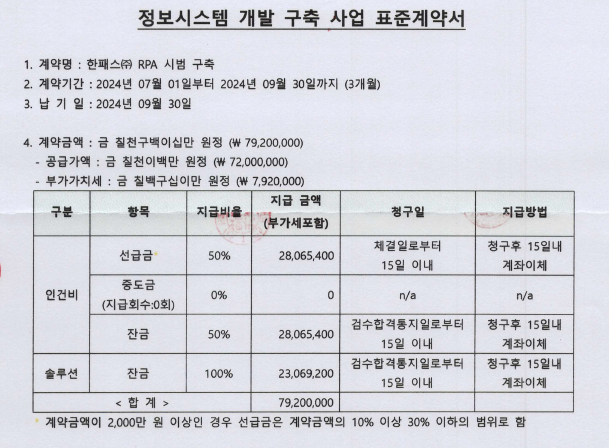 정보시스템 개발 구축 사업 표준계약서
1. 계약명 : 한패스㈜ RPA 시범 구축
2. 계약기간 : 2024년 07월 01일부터 2024년 09월 30일까지 (3개월)
3. 납 기 일 : 2024년 09월 30일
4. 계약금액 : 금 칠천구백이십만 원정 (₩ 79,200,000)
- 공급가액 : 금 칠천이백만 원정 (₩ 72,000,000)
- 부가가치세 : 금 칠백구십이만 원정 (₩ 7,920,000)
구분 항목 지급비율 지급 금액 (부가세포함) 청구일 지급방법
인건비 선급금* 50% 28,065,400 체결일로부터 15일 이내 청구후 15일내 계좌이체
중도금 (지급회수:0회) 0% 0 n/a n/a
잔금 50% 28,065,400 검수합격통지일로부터 15일 이내 청구후 15일내 계좌이체
솔루션 잔금 100% 23,069,200 검수합격통지일로부터 15일 이내 청구후 15일내 계좌이체
< 합 계 > 79,200,000
* 계약금액이 2,000만 원 이상인 경우 선급금은 계약금액의 10% 이상 30% 이하의 범위로 함